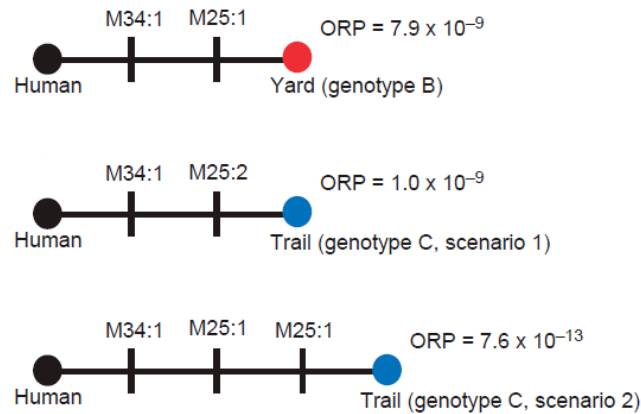 M34:1 M25:1 ORP = 7.9 x 10⁻⁹
Human Yard (genotype B)
M34:1 M25:2 ORP = 1.0 x 10⁻⁹
Human Trail (genotype C, scenario 1)
M34:1 M25:1 M25:1 ORP = 7.6 x 10⁻¹³
Human Trail (genotype C, scenario 2)